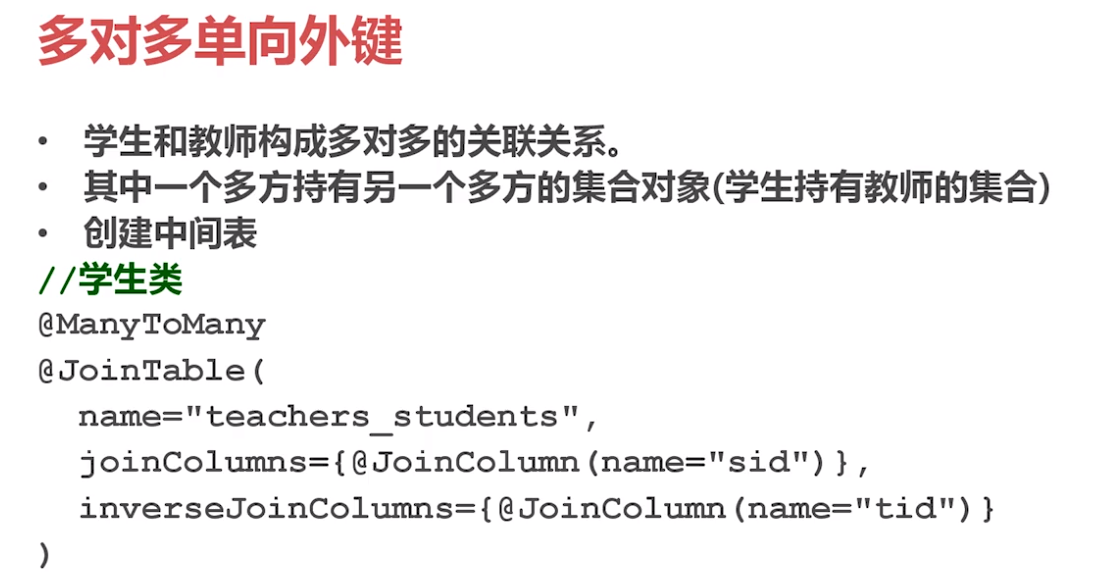 多对多单向外键
• 学生和教师构成多对多的关联关系。
• 其中一个多方持有另一个多方的集合对象(学生持有教师的集合)
• 创建中间表
//学生类
@ManyToMany
@JoinTable(
  name="teachers_students",
  joinColumns={@JoinColumn(name="sid")},
  inverseJoinColumns={@JoinColumn(name="tid")}
)